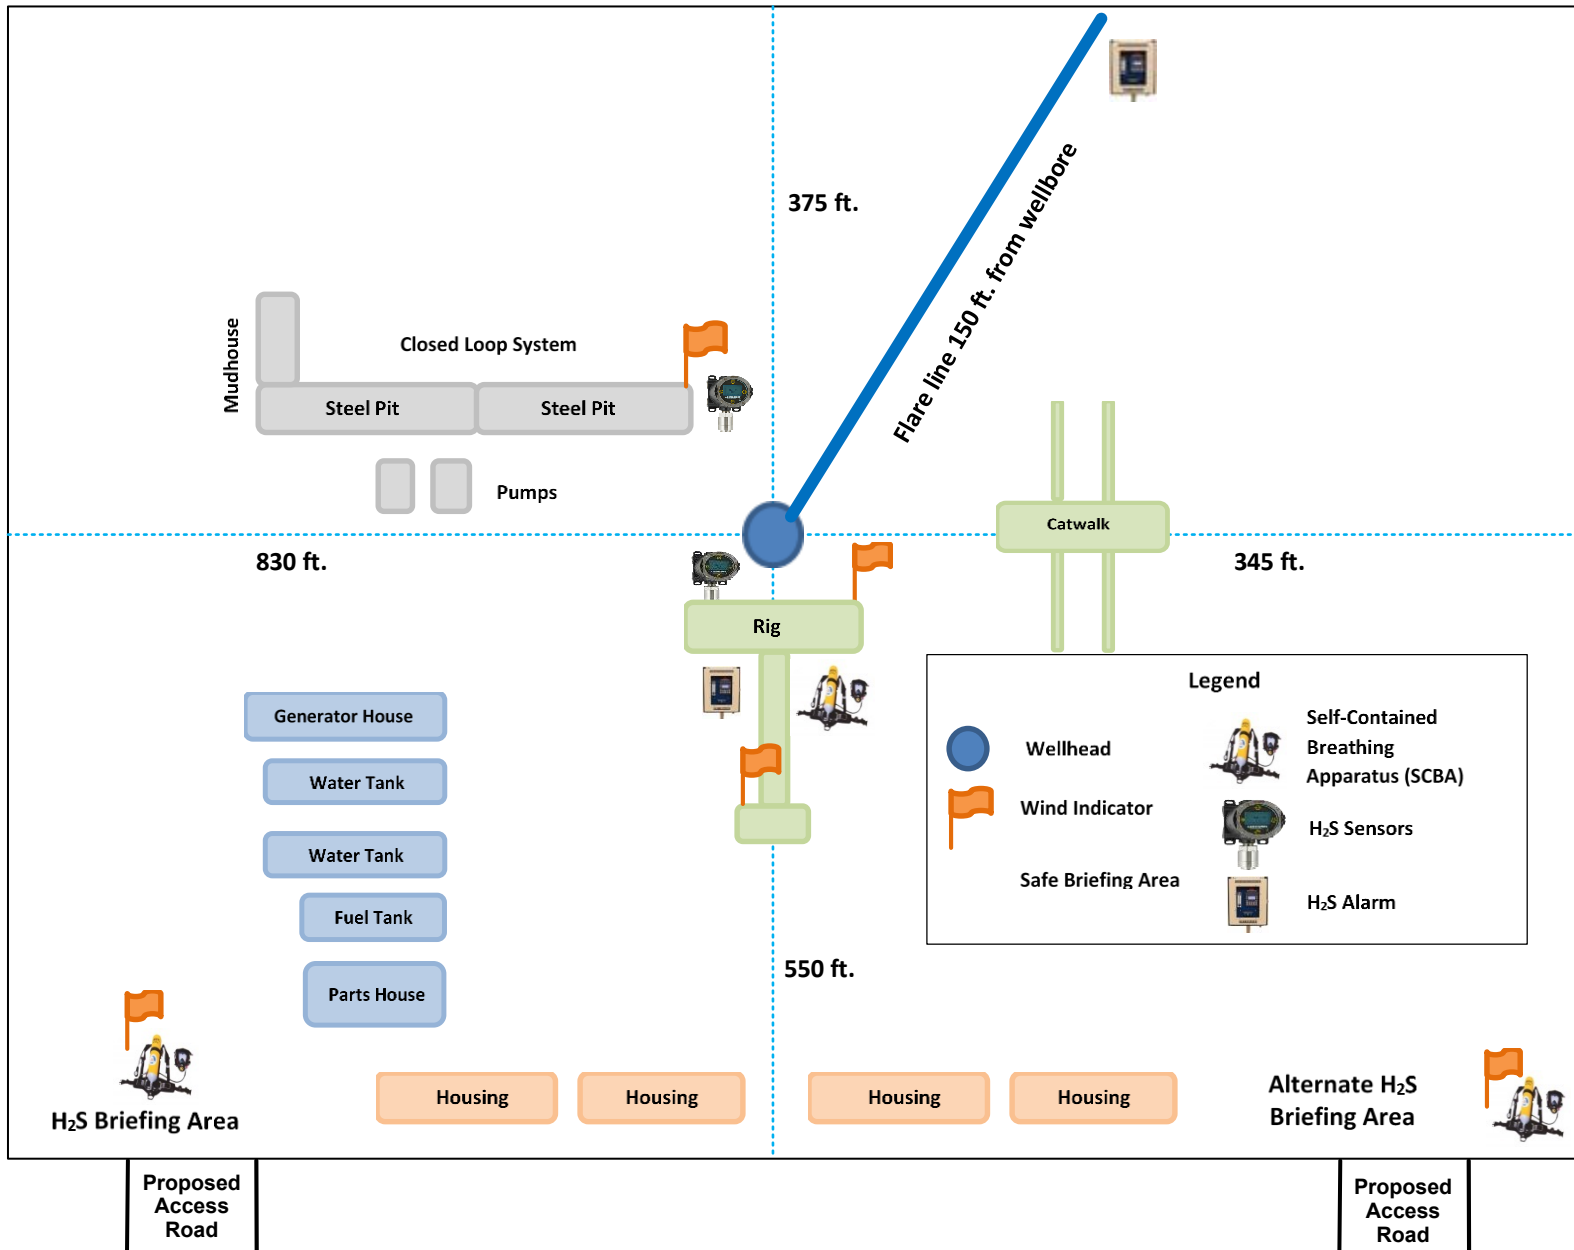 375 ft.
Flare line 150 ft. from wellbore
Mudhouse
Closed Loop System
Steel Pit
Steel Pit
Pumps
Catwalk
830 ft.
345 ft.
Rig
Legend
Wellhead
Self-Contained
Breathing
Apparatus (SCBA)
Wind Indicator
H₂S Sensors
Safe Briefing Area
H₂S Alarm
Generator House
Water Tank
Water Tank
Fuel Tank
Parts House
550 ft.
H₂S Briefing Area
Housing
Housing
Housing
Housing
Alternate H₂S
Briefing Area
Proposed
Access
Road
Proposed
Access
Road